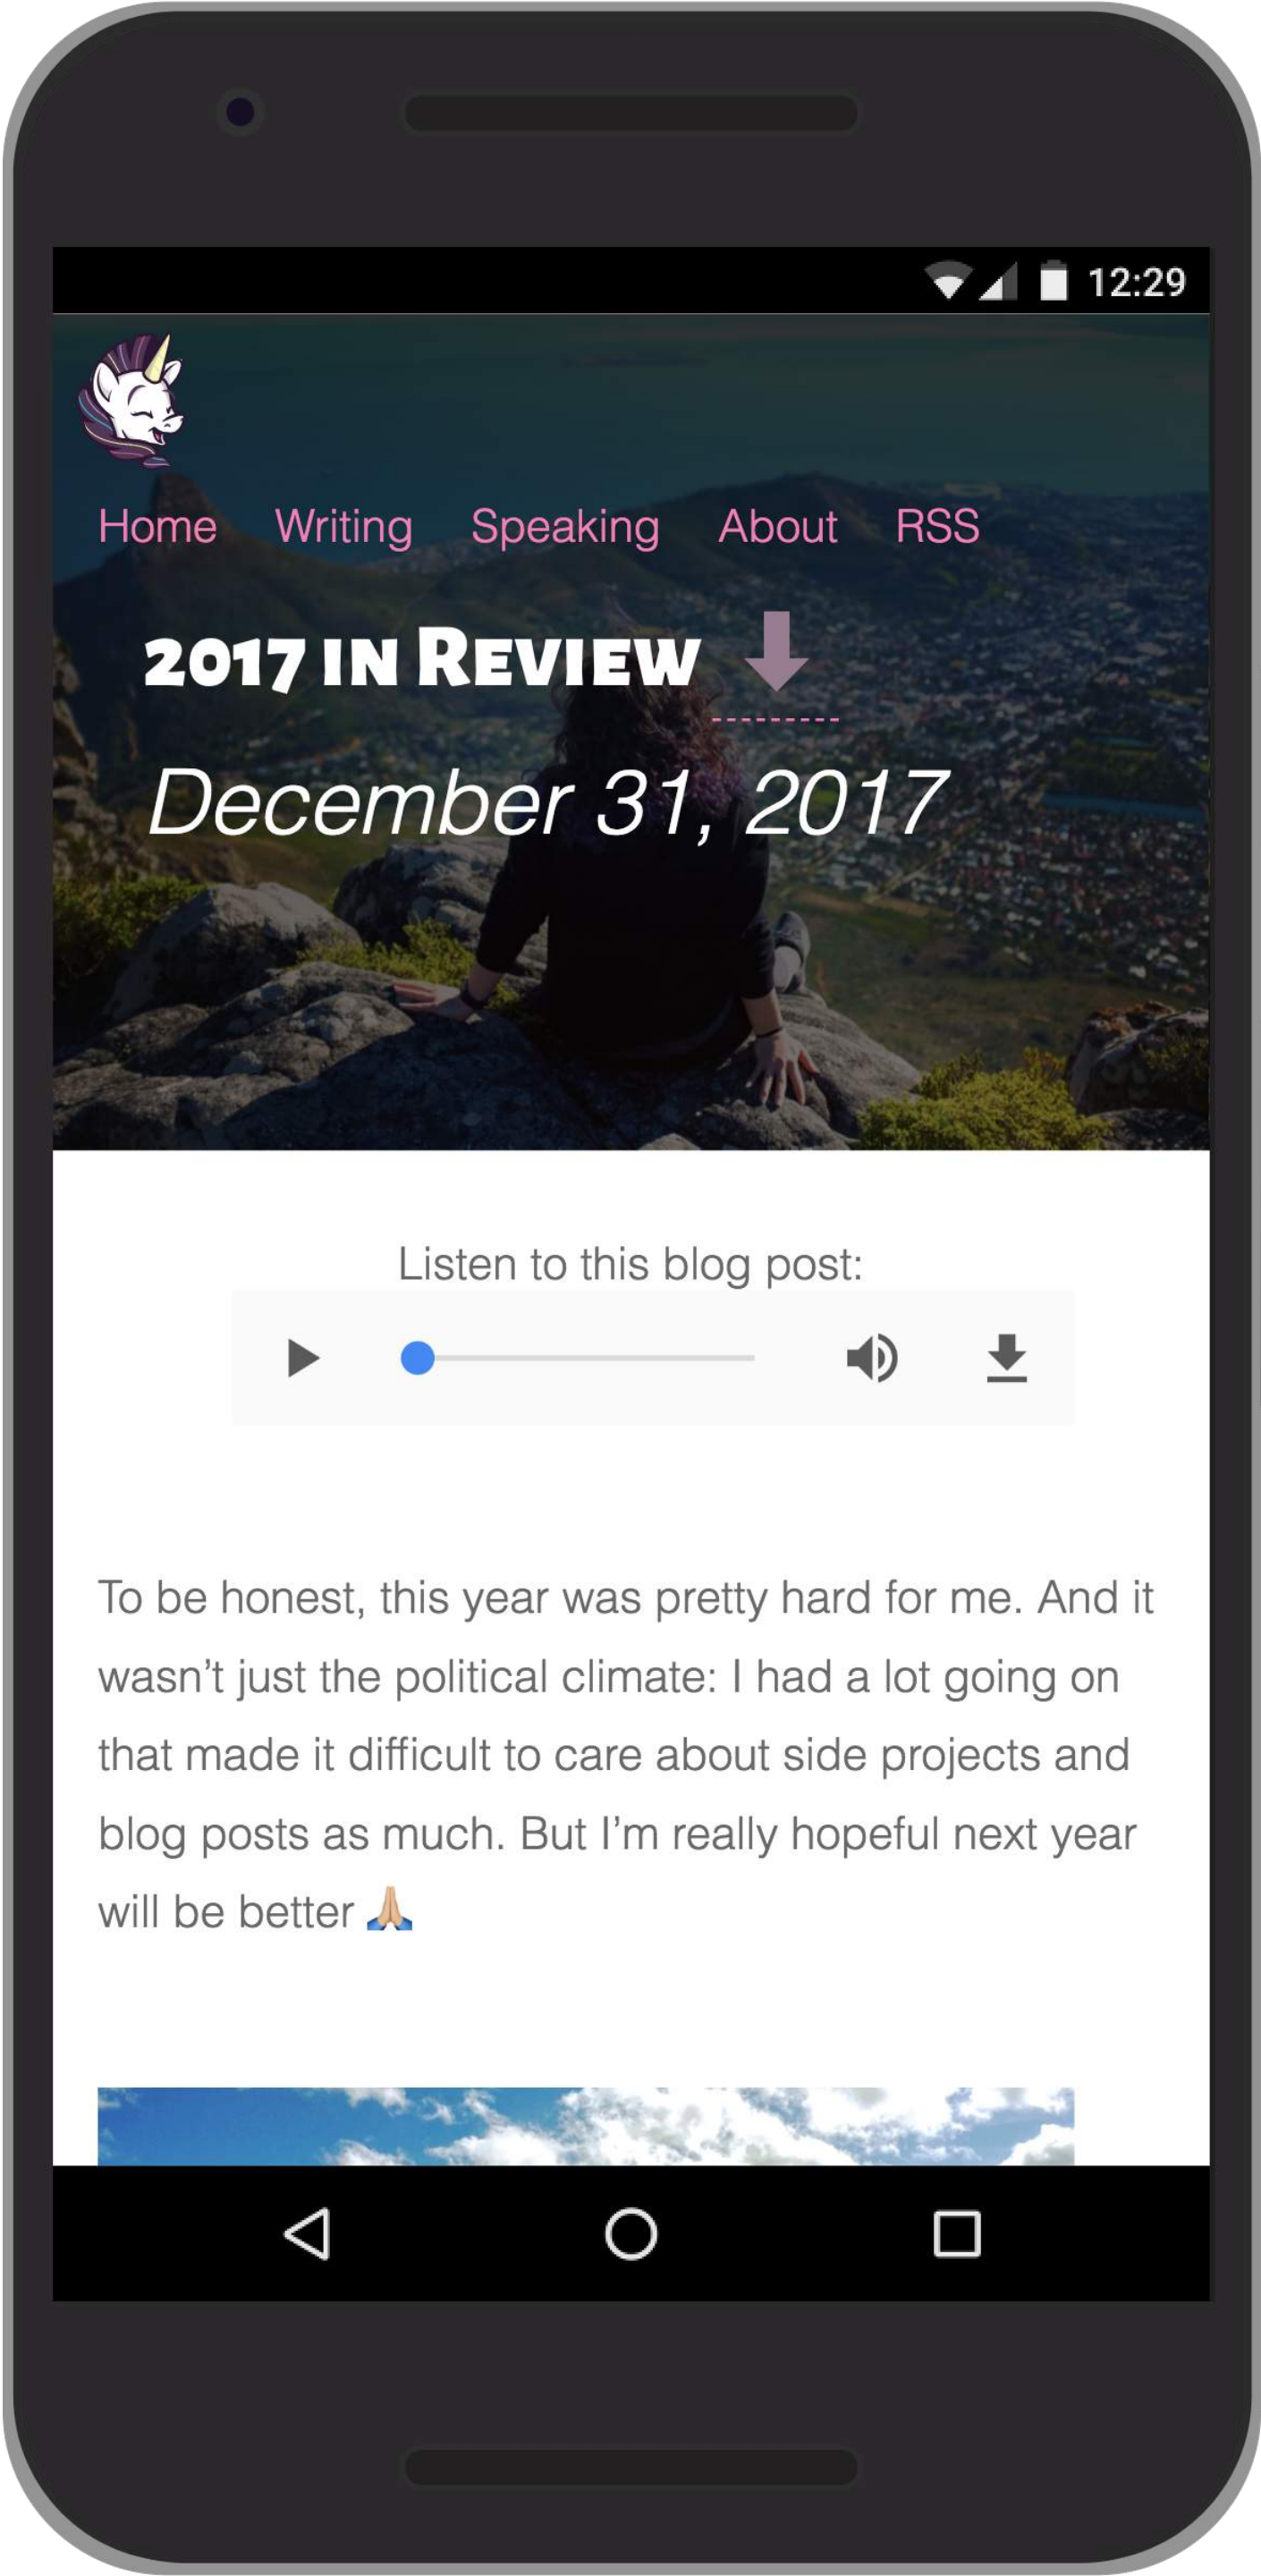 12:29
Home Writing Speaking About RSS
2017 in Review
December 31, 2017
Listen to this blog post:
To be honest, this year was pretty hard for me. And it
wasn’t just the political climate: I had a lot going on
that made it difficult to care about side projects and
blog posts as much. But I’m really hopeful next year
will be better 🙏🏼